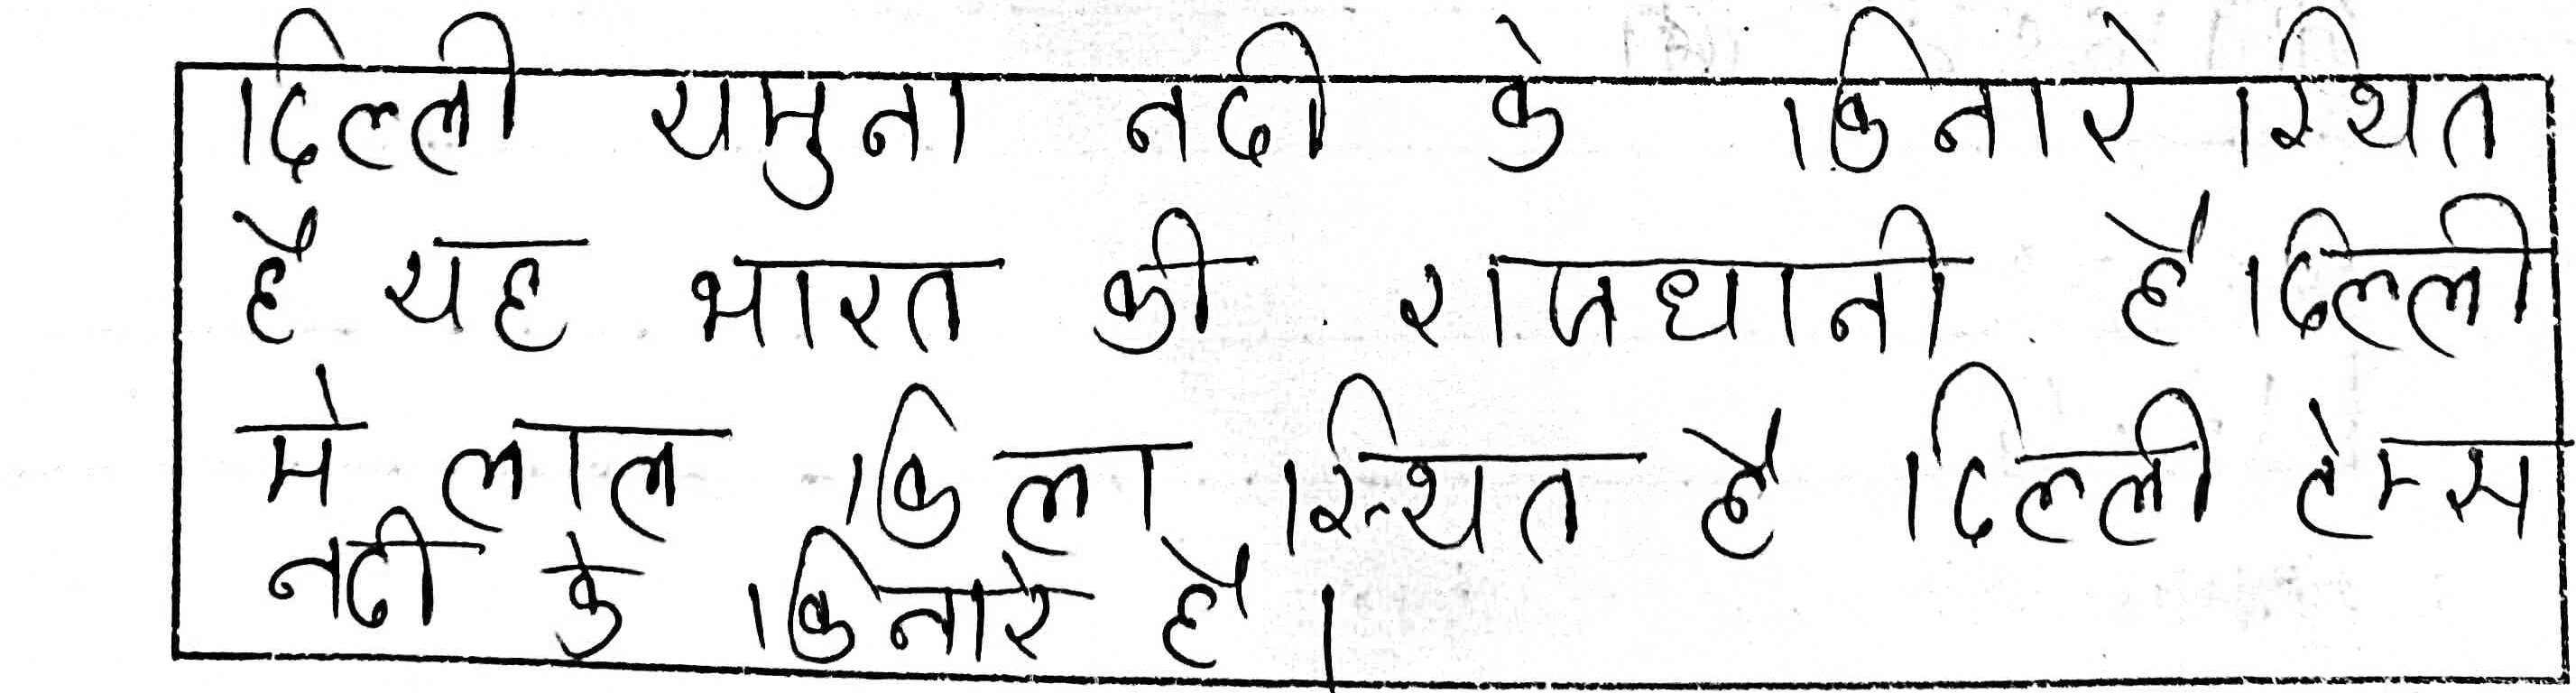 दिल्ली यमुना नदी के किनारे स्थित
है यह भारत की राजधानी है दिल्ली
मे लाल किला स्थित है दिल्ली टेम्स
नदी के किनारे है।